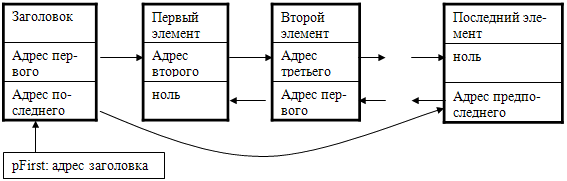 Заголовок
Адрес пер-
вого
Адрес по-
следнего
Первый
элемент
Адрес
второго
ноль
Второй
элемент
Адрес
третьего
Адрес пер-
вого
Последний эле-
мент
ноль
Адрес предпо-
следнего
pFirst: адрес заголовка